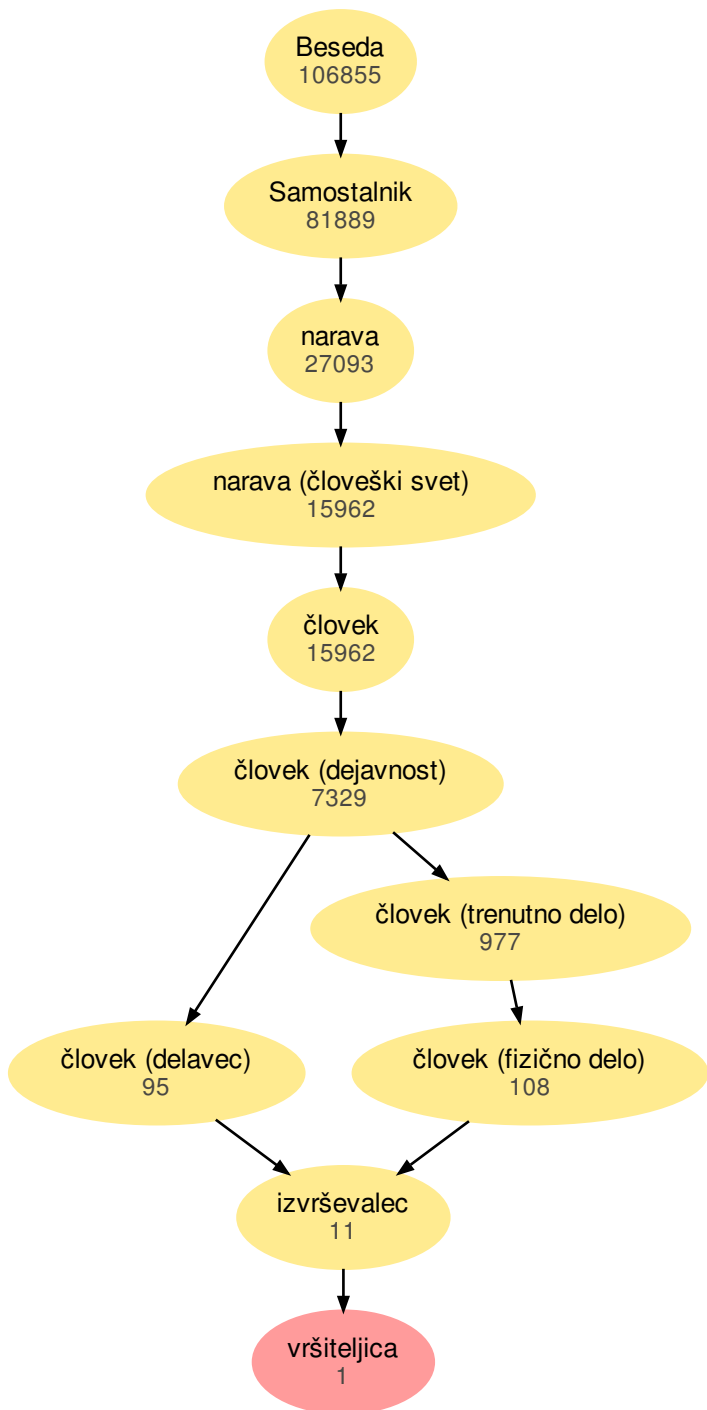 Beseda
106855
Samostalnik
81889
narava
27093
narava (človeški svet)
15962
človek
15962
človek (dejavnost)
7329
človek (trenutno delo)
977
človek (delavec)
95
človek (fizično delo)
108
izvrševalec
11
vršiteljica
1